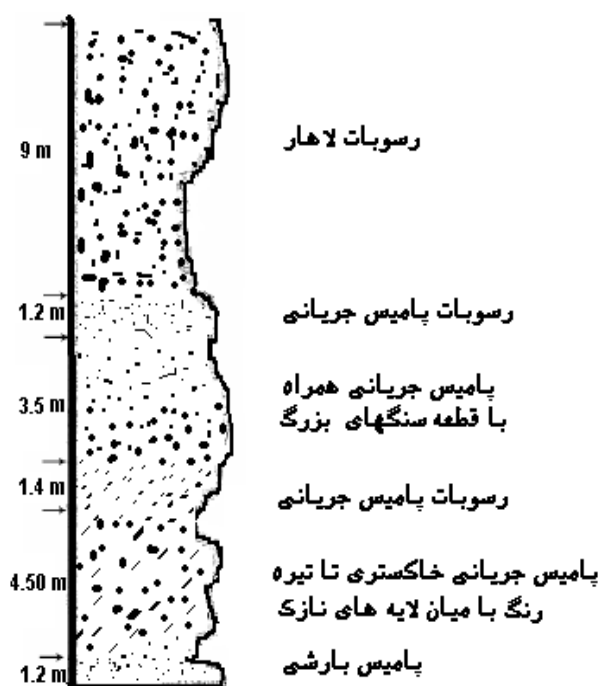 9 m
رسوبات لاهار
1.2 m
رسوبات پامیس جریانی
3.5 m
پامیس جریانی همراه
با قطعه سنگهای بزرگ
1.4 m
رسوبات پامیس جریانی
4.50 m
پامیس جریانی خاکستری تا تیره
رنگ با میان لایه های نازک
1.2 m
پامیس بارشی